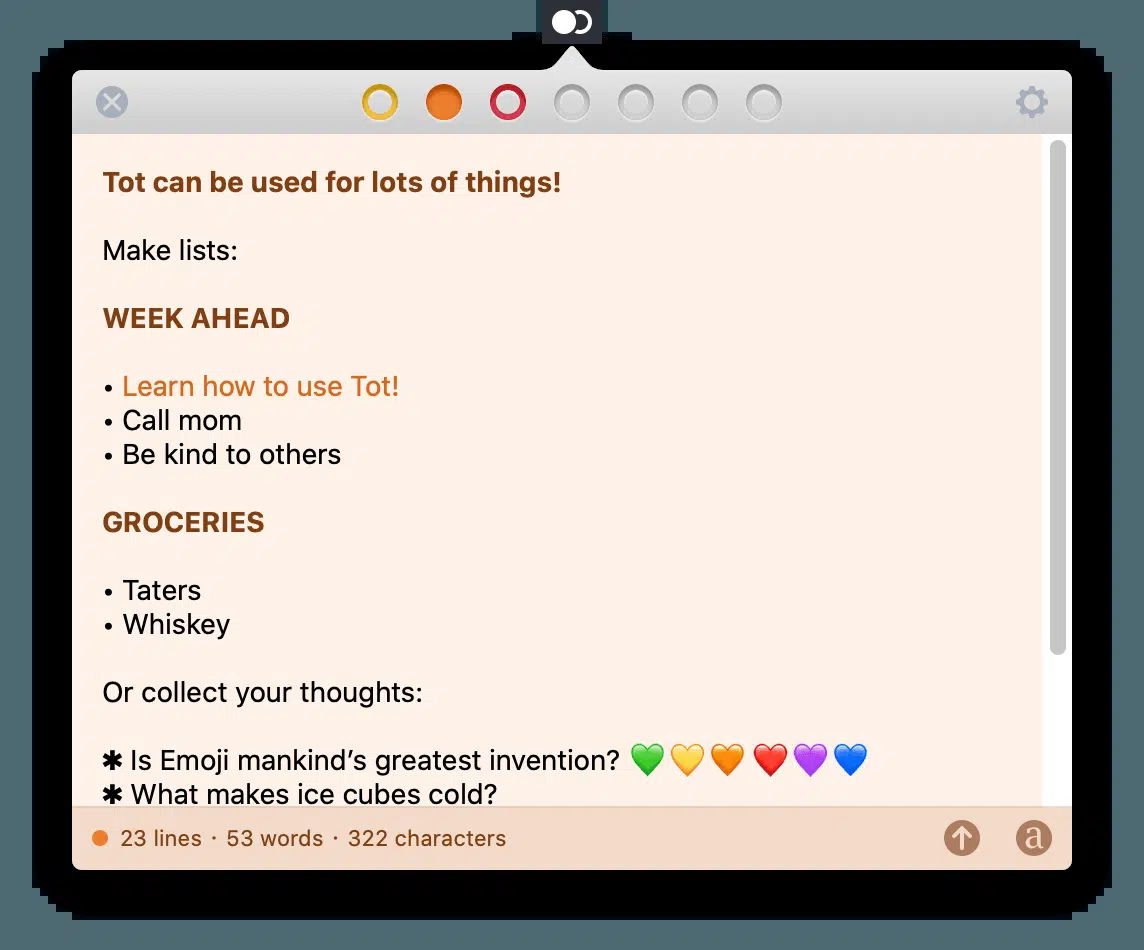 Tot can be used for lots of things!
Make lists:
WEEK AHEAD
• Learn how to use Tot!
• Call mom
• Be kind to others
GROCERIES
• Taters
• Whiskey
Or collect your thoughts:
✱ Is Emoji mankind’s greatest invention? 💚💛🧡❤️💜💙
✱ What makes ice cubes cold?
23 lines · 53 words · 322 characters
a